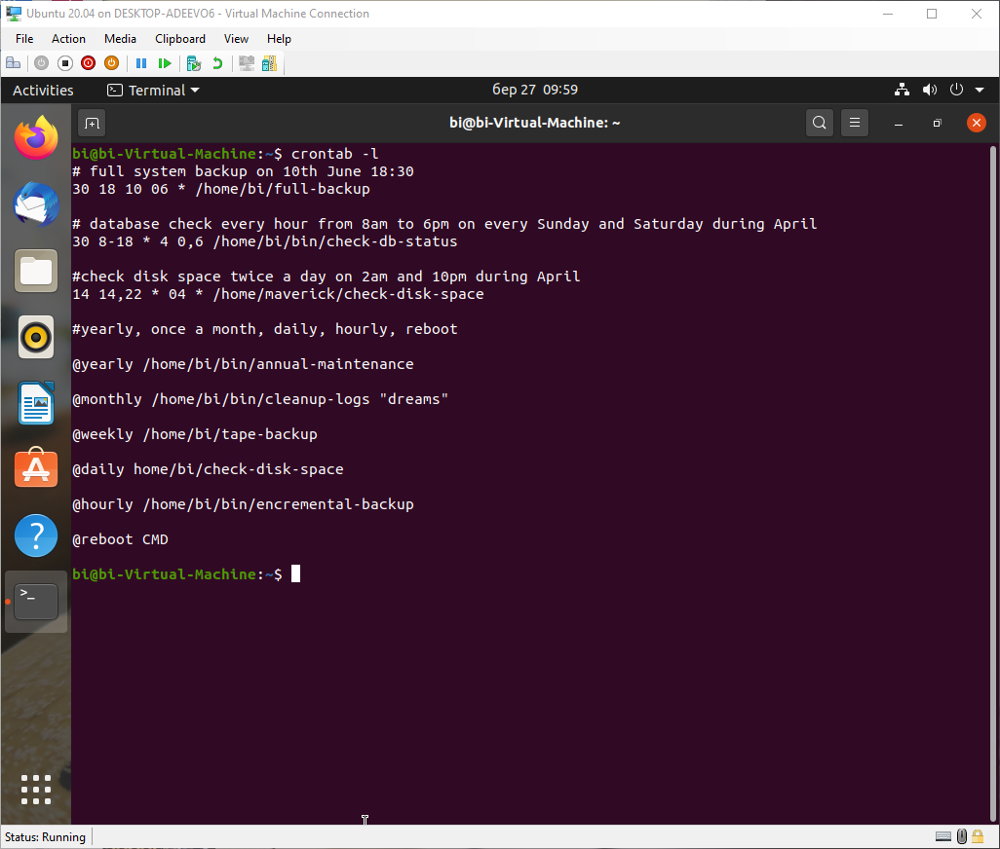 Ubuntu 20.04 on DESKTOP-ADEEVO6 - Virtual Machine Connection
File Action Media Clipboard View Help
Activities Terminal бер 27 09:59
bi@bi-Virtual-Machine: ~
bi@bi-Virtual-Machine:~$ crontab -l
# full system backup on 10th June 18:30
30 18 10 06 * /home/bi/full-backup
# database check every hour from 8am to 6pm on every Sunday and Saturday during April
30 8-18 * 4 0,6 /home/bi/bin/check-db-status
#check disk space twice a day on 2am and 10pm during April
14 14,22 * 04 * /home/maverick/check-disk-space
#yearly, once a month, daily, hourly, reboot
@yearly /home/bi/bin/annual-maintenance
@monthly /home/bi/bin/cleanup-logs "dreams"
@weekly /home/bi/tape-backup
@daily home/bi/check-disk-space
@hourly /home/bi/bin/encremental-backup
@reboot CMD
bi@bi-Virtual-Machine:~$
Status: Running